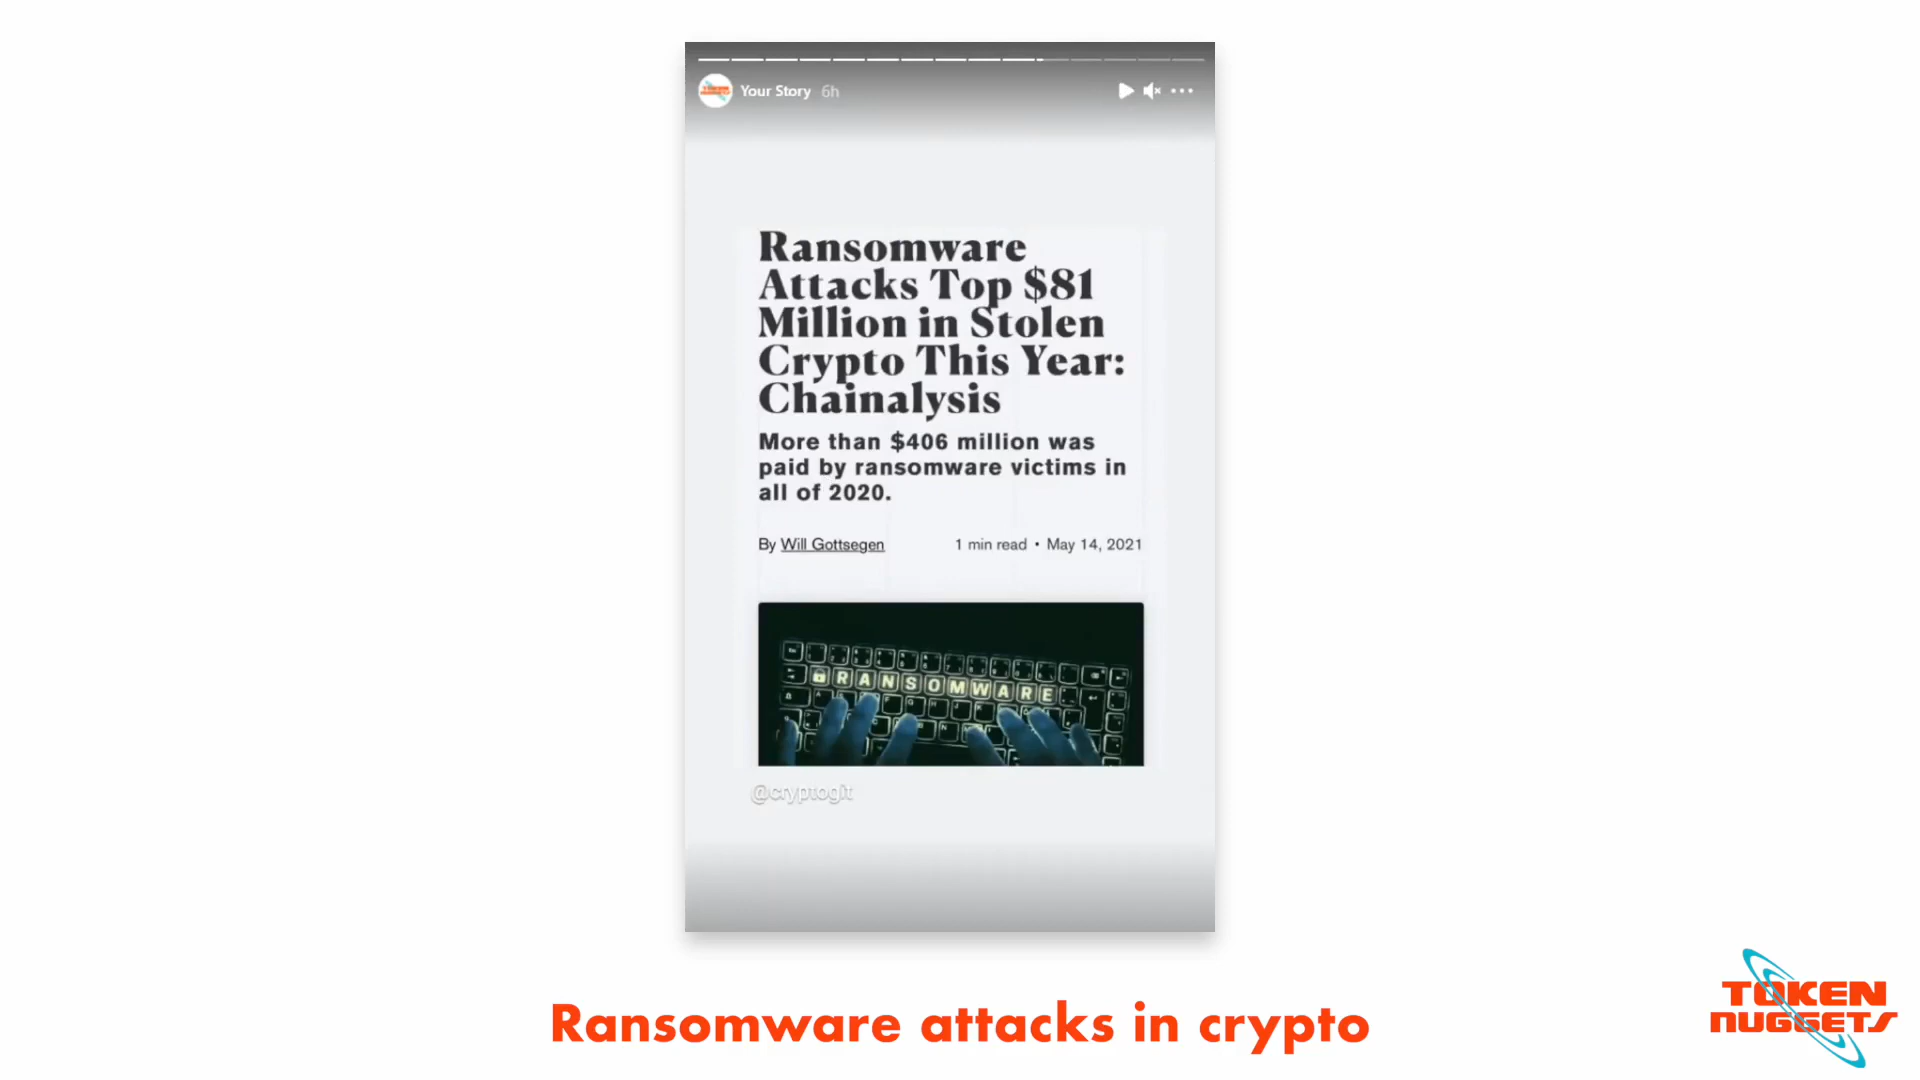 Your Story 6h
Ransomware
Attacks Top $81
Million in Stolen
Crypto This Year:
Chainalysis
More than $406 million was
paid by ransomware victims in
all of 2020.
By Will Gottsegen 1 min read • May 14, 2021
RANSOMWARE
@cryptogit
Ransomware attacks in crypto
TOKEN
NUGGETS